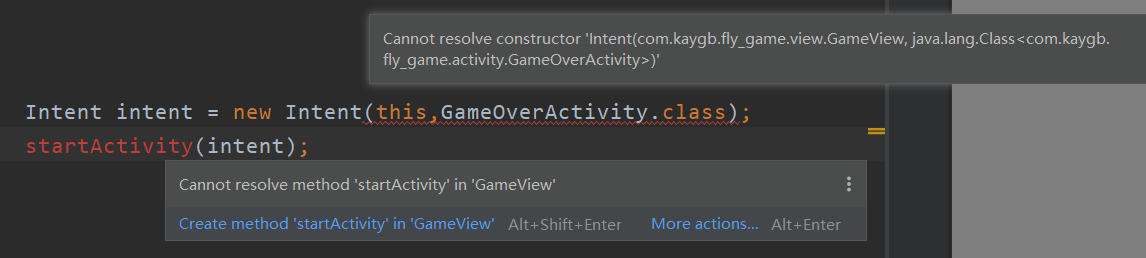 Cannot resolve constructor 'Intent(com.kaygb.fly_game.view.GameView, java.lang.Class<com.kaygb.
fly_game.activity.GameOverActivity>)'
Intent intent = new Intent(this,GameOverActivity.class);
startActivity(intent);
Cannot resolve method 'startActivity' in 'GameView'
Create method 'startActivity' in 'GameView' Alt+Shift+Enter More actions... Alt+Enter